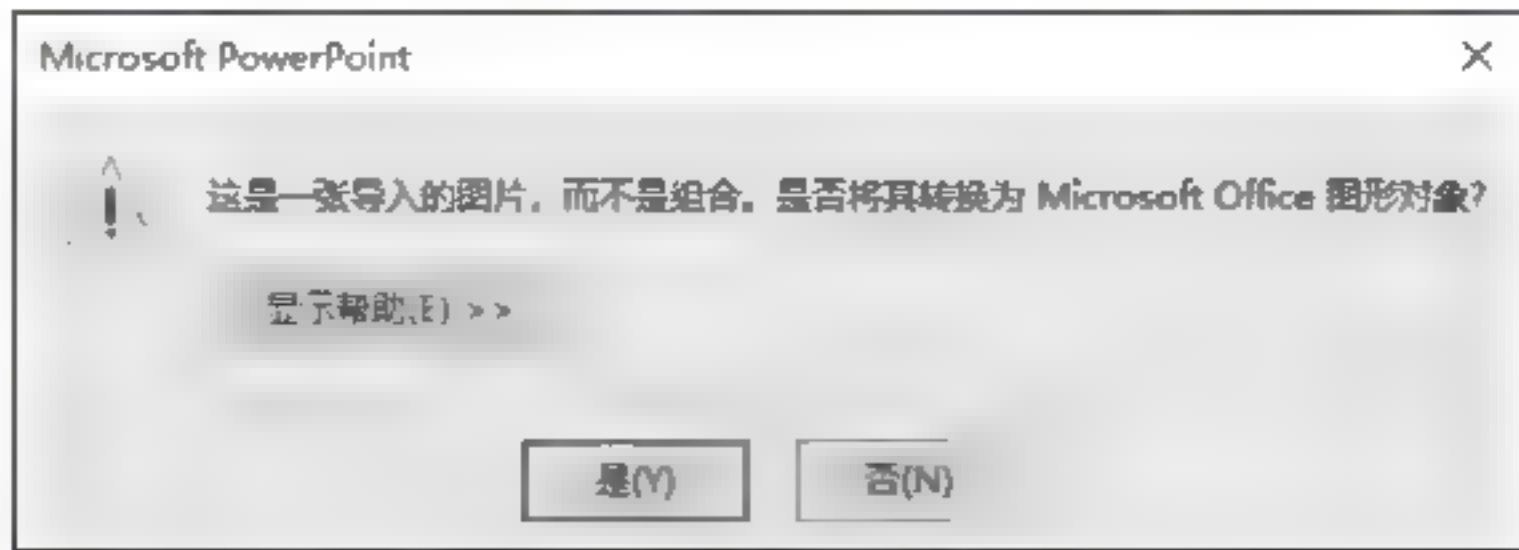 Microsoft PowerPoint
这是一张导入的图片，而不是组合。是否将其转换为 Microsoft Office 图形对象?
显示帮助(E) >>
是(Y)
否(N)